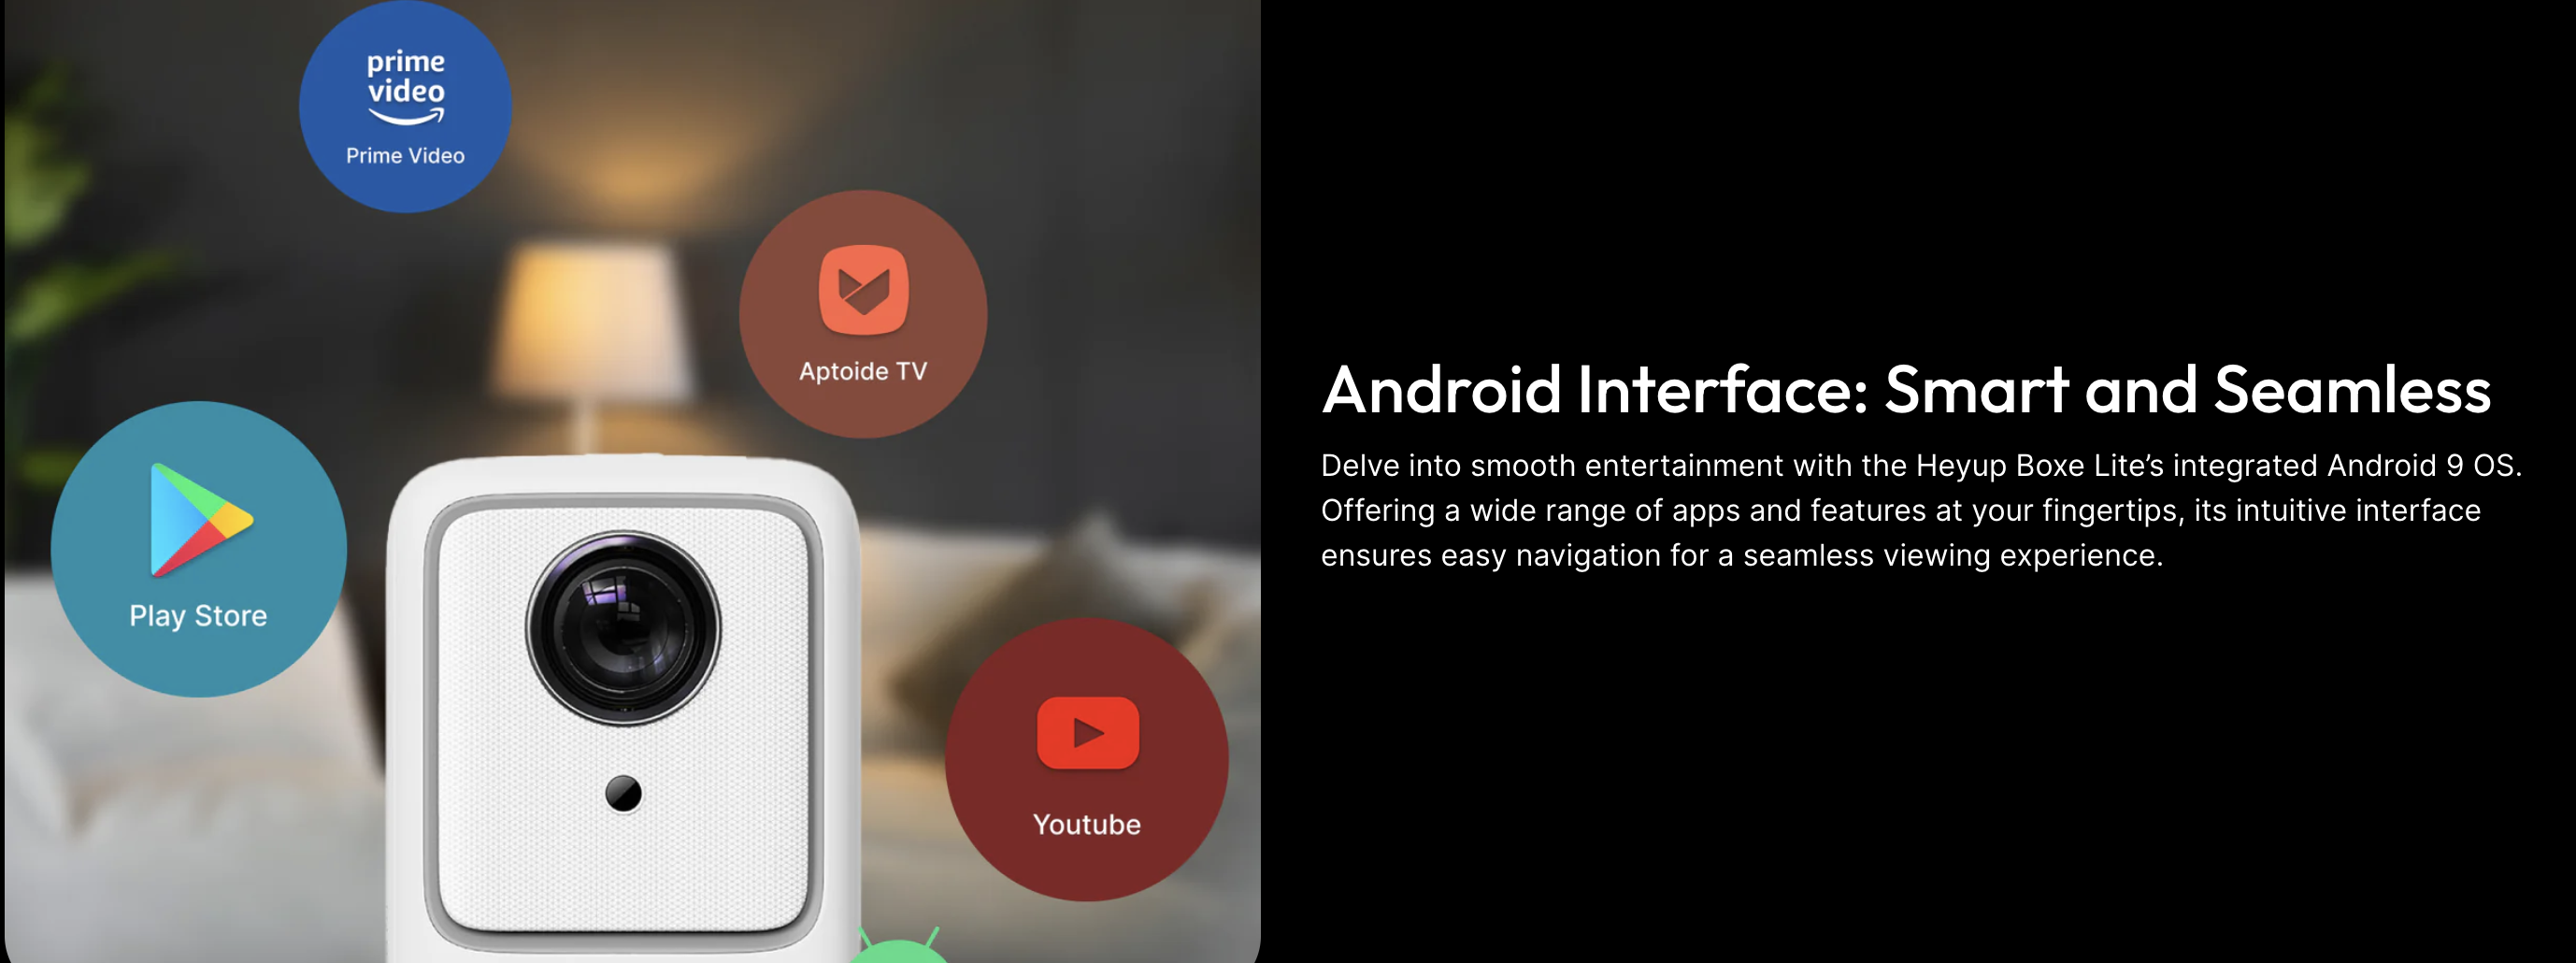 prime
video
Prime Video
Aptoide TV
Play Store
Youtube
Android Interface: Smart and Seamless
Delve into smooth entertainment with the Heyup Boxe Lite’s integrated Android 9 OS.
Offering a wide range of apps and features at your fingertips, its intuitive interface
ensures easy navigation for a seamless viewing experience.